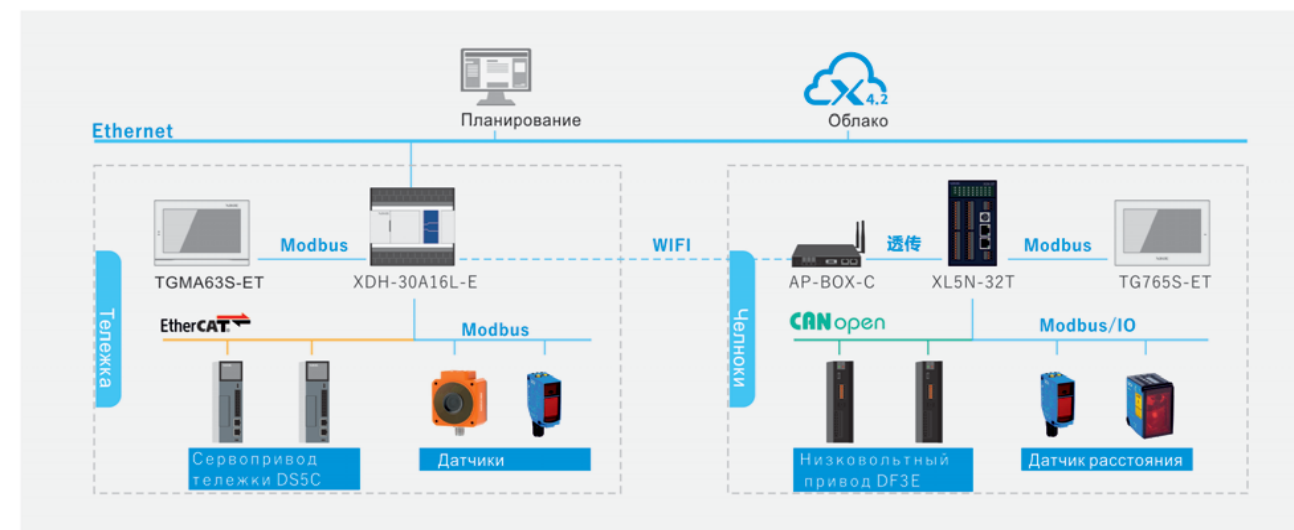 4.2
Планирование
Облако
Ethernet
Modbus
WIFI
透传
Modbus
TGMA63S-ET
XDH-30A16L-E
AP-BOX-C
XL5N-32T
TG765S-ET
Тележка
EtherCAT
Modbus
Челноки
CANopen
Modbus/IO
Сервопривод
тележки DS5C
Датчики
Низковольтный
привод DF3E
Датчик расстояния